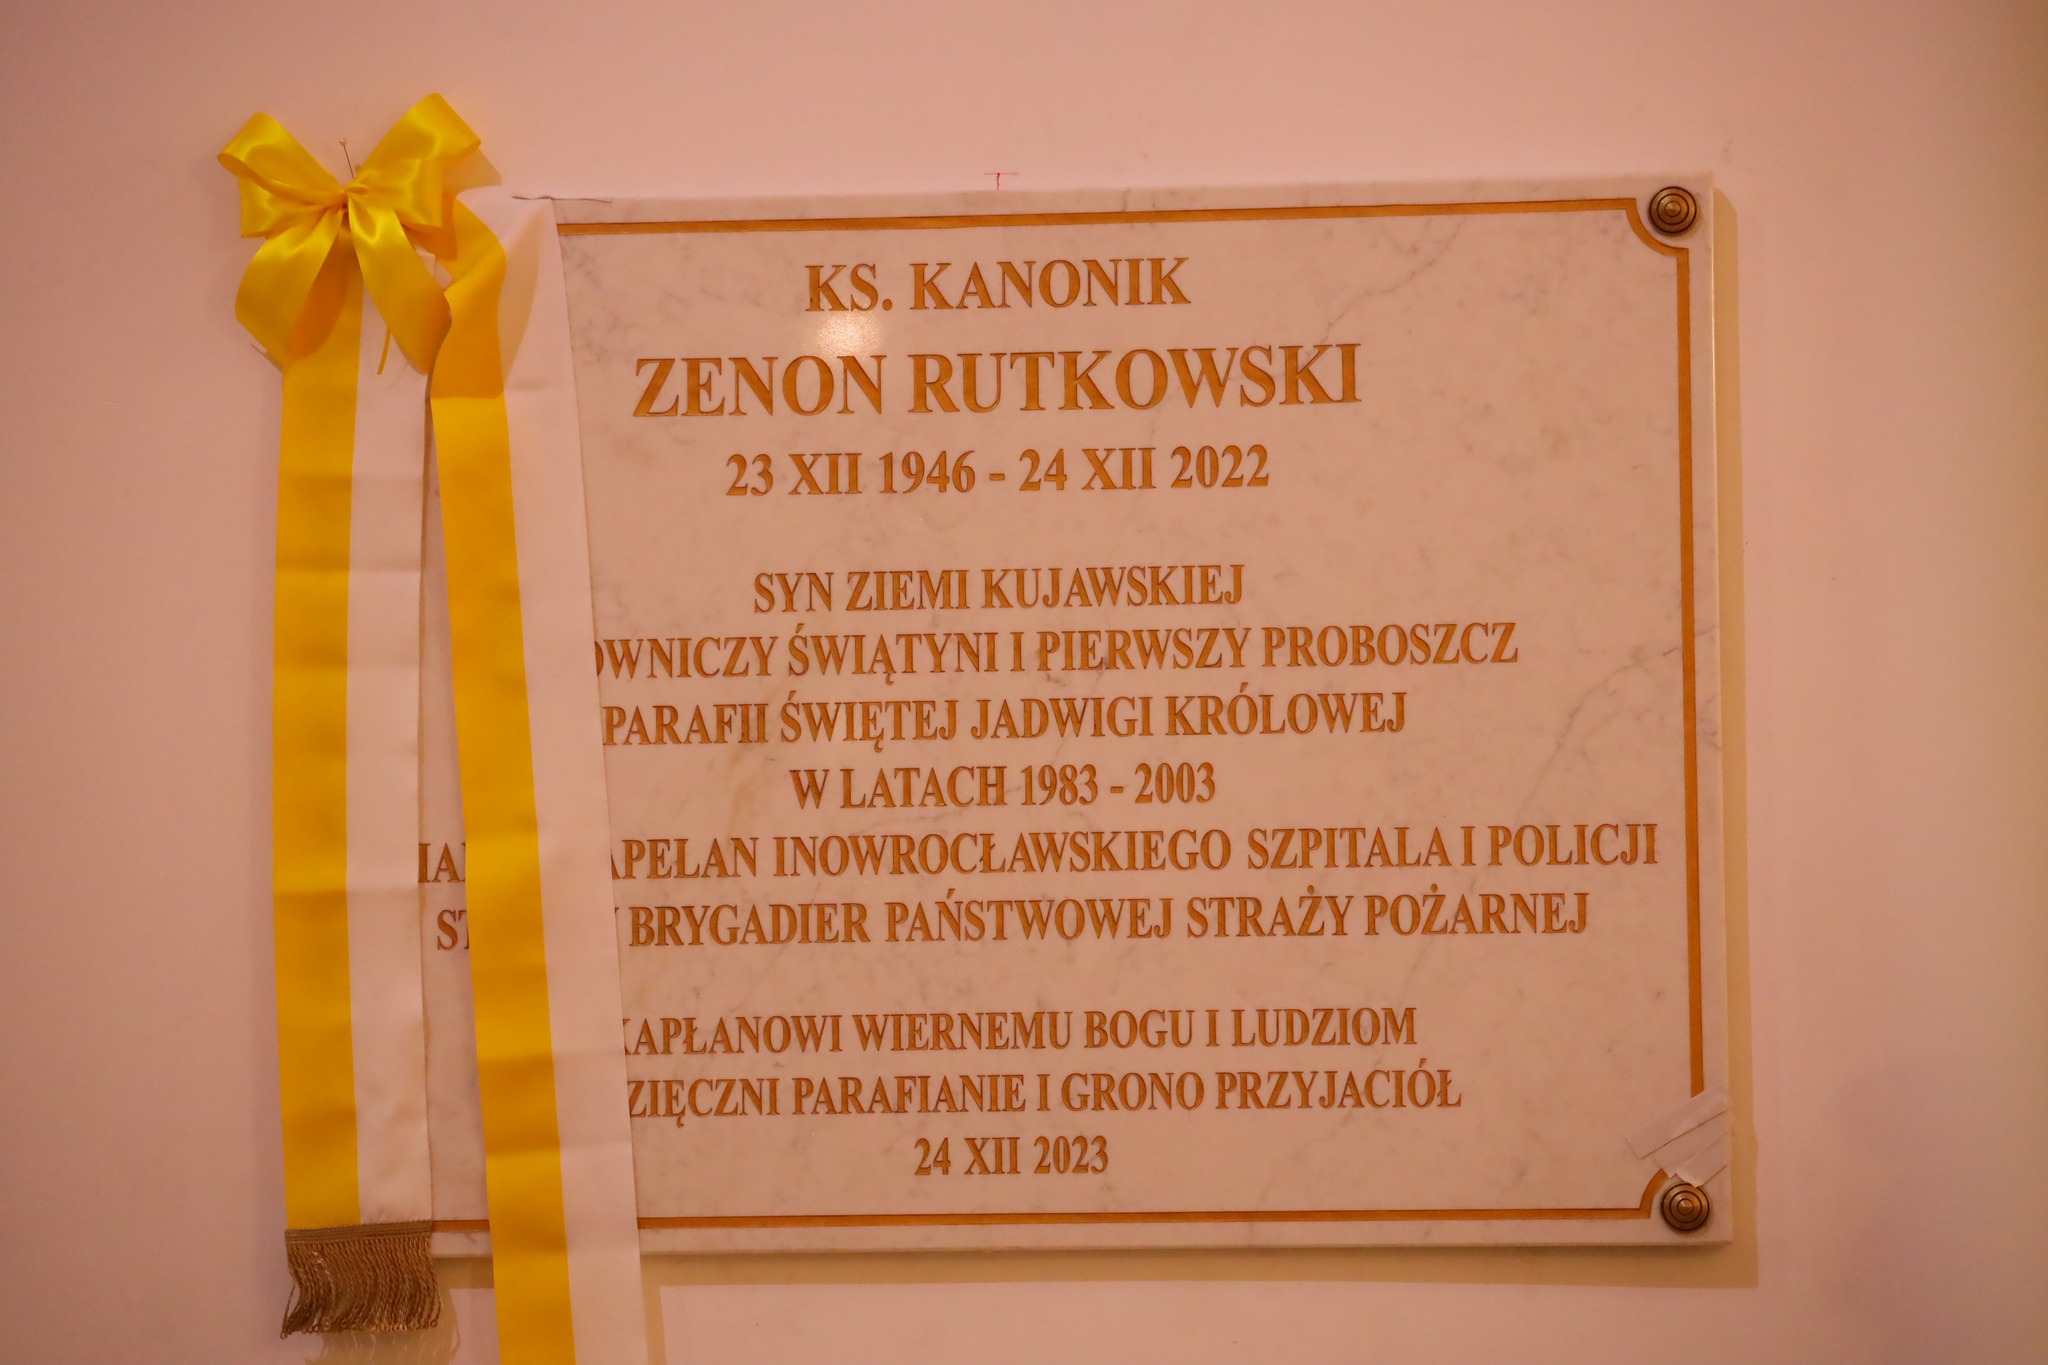 KS. KANONIK
ZENON RUTKOWSKI
23 XII 1946 - 24 XII 2022
SYN ZIEMI KUJAWSKIEJ
ŚWIĄTYNI I PIERWSZY PROBOSZCZ
PARAFII ŚWIĘTEJ JADWIGI KRÓLOWEJ
W LATACH 1983 - 2003
INOWROCŁAWSKIEGO SZPITALA I POLICJI
BRYGADIER PAŃSTWOWEJ STRAŻY POŻARNEJ
KAPŁANOWI WIERNEMU BOGU I LUDZIOM
PARAFIANIE I GRONO PRZYJACIÓŁ
24 XII 2023